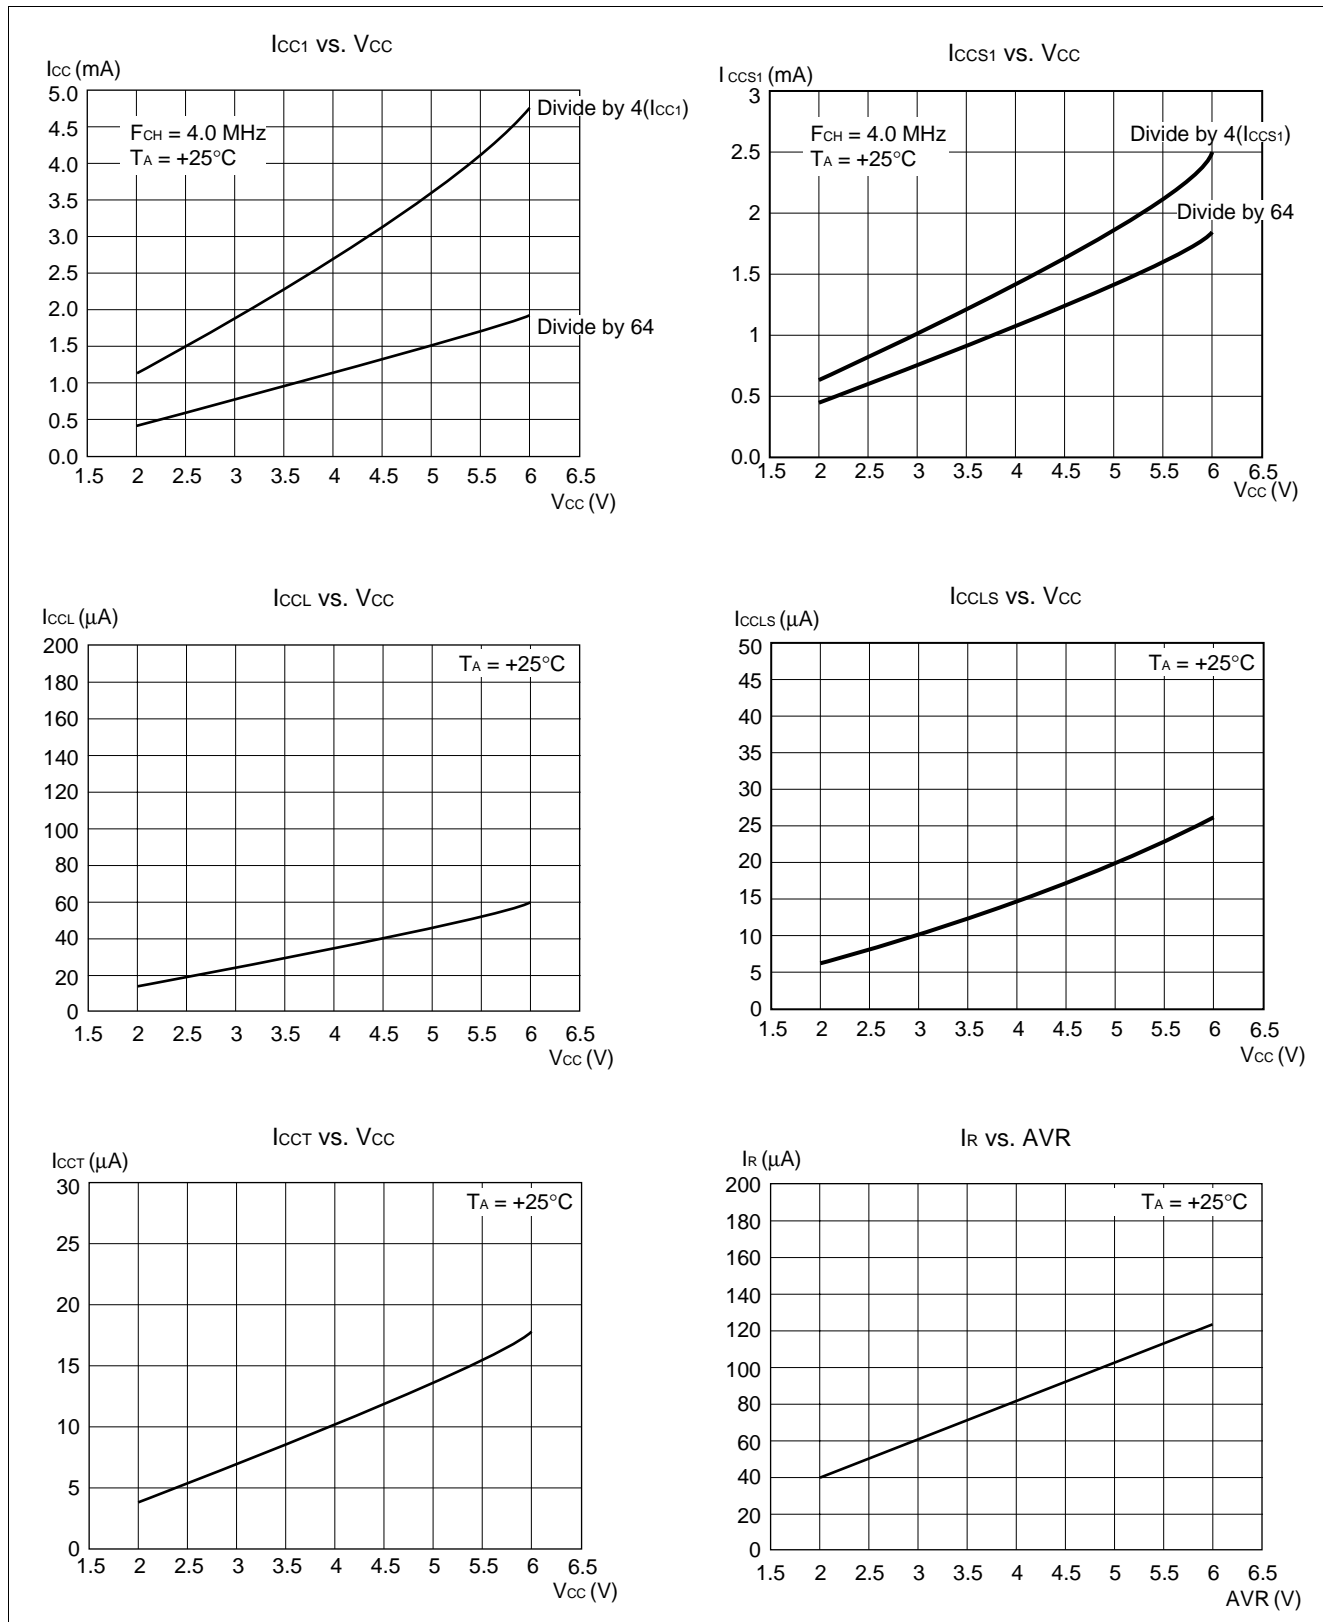 ICC1 vs. VCC
ICC (mA)
5.0
4.5
4.0
3.5
3.0
2.5
2.0
1.5
1.0
0.5
0.0
FCH = 4.0 MHz
TA = +25°C
Divide by 4(ICC1)
Divide by 64
1.5 2 2.5 3 3.5 4 4.5 5 5.5 6 6.5
VCC (V)
ICCS1 vs. VCC
I CCS1 (mA)
3
2.5
2
1.5
1
0.5
0.0
FCH = 4.0 MHz
TA = +25°C
Divide by 4(ICCS1)
Divide by 64
1.5 2 2.5 3 3.5 4 4.5 5 5.5 6 6.5
VCC (V)
ICCL vs. VCC
ICCL (μA)
200
180
160
140
120
100
80
60
40
20
0
TA = +25°C
1.5 2 2.5 3 3.5 4 4.5 5 5.5 6 6.5
VCC (V)
ICCLS vs. VCC
ICCLS (μA)
50
45
40
35
30
25
20
15
10
5
0
TA = +25°C
1.5 2 2.5 3 3.5 4 4.5 5 5.5 6 6.5
VCC (V)
ICCT vs. VCC
ICCT (μA)
30
25
20
15
10
5
0
TA = +25°C
1.5 2 2.5 3 3.5 4 4.5 5 5.5 6 6.5
VCC (V)
IR vs. AVR
IR (μA)
200
180
160
140
120
100
80
60
40
20
0
TA = +25°C
1.5 2 2.5 3 3.5 4 4.5 5 5.5 6 6.5
AVR (V)